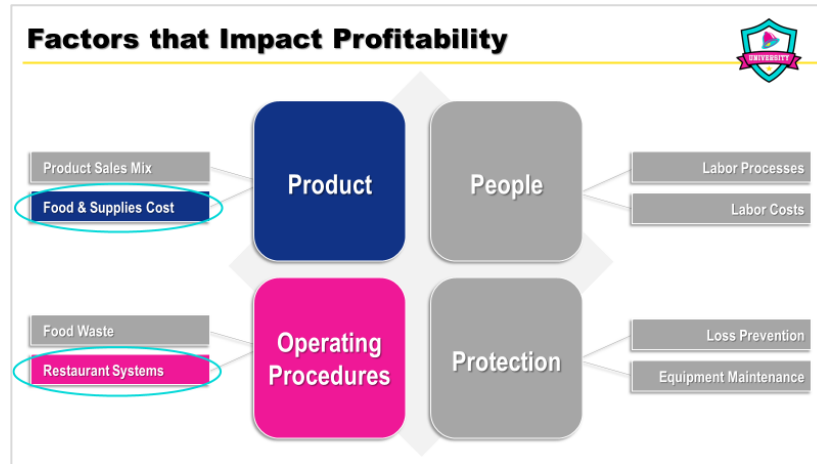 Factors that Impact Profitability
UNIVERSITY
Product Sales Mix
Food & Supplies Cost
Product
People
Labor Processes
Labor Costs
Food Waste
Restaurant Systems
Operating
Procedures
Protection
Loss Prevention
Equipment Maintenance